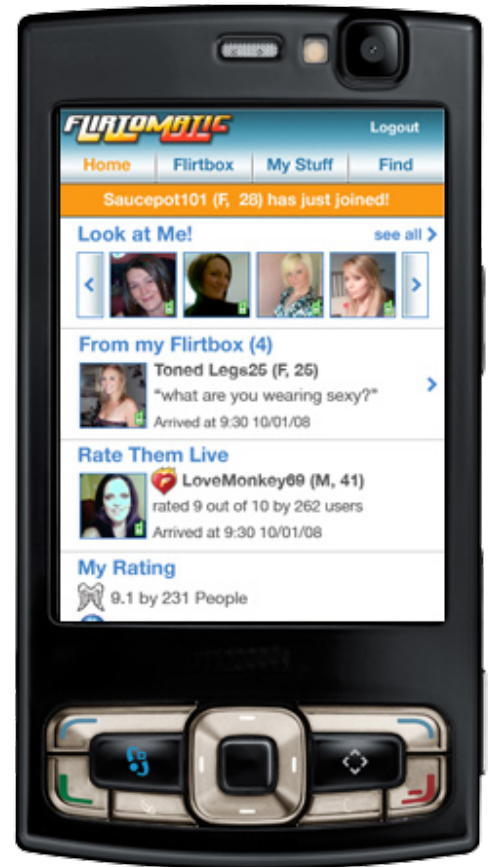 FLIRTOMATIC
Logout
Home Flirtbox My Stuff Find
Saucepot101 (F, 28) has just joined!
Look at Me! see all
From my Flirtbox (4)
Toned Legs25 (F, 25)
"what are you wearing sexy?"
Arrived at 9:30 10/01/08
Rate Them Live
LoveMonkey69 (M, 41)
rated 9 out of 10 by 262 users
Arrived at 9:30 10/01/08
My Rating
9.1 by 231 People